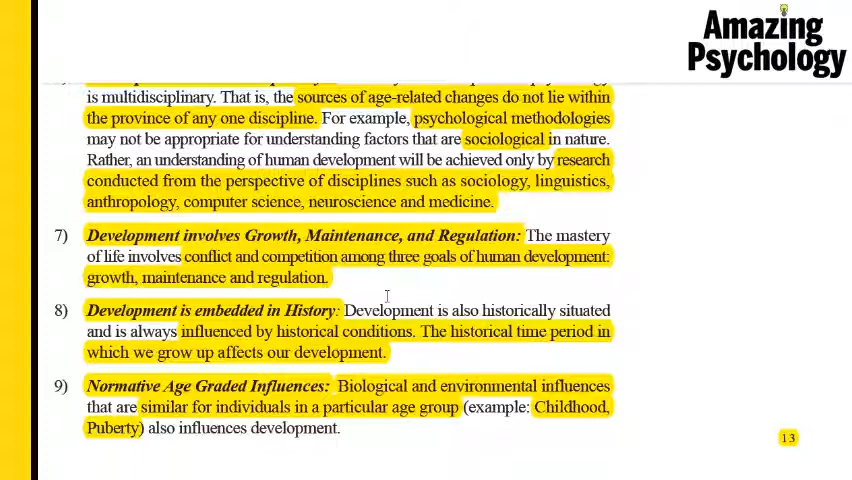 Amazing
Psychology
is multidisciplinary. That is, the sources of age-related changes do not lie within
the province of any one discipline. For example, psychological methodologies
may not be appropriate for understanding factors that are sociological in nature.
Rather, an understanding of human development will be achieved only by research
conducted from the perspective of disciplines such as sociology, linguistics,
anthropology, computer science, neuroscience and medicine.
7) Development involves Growth, Maintenance, and Regulation: The mastery
of life involves conflict and competition among three goals of human development:
growth, maintenance and regulation.
8) Development is embedded in History: Development is also historically situated
and is always influenced by historical conditions. The historical time period in
which we grow up affects our development.
9) Normative Age Graded Influences: Biological and environmental influences
that are similar for individuals in a particular age group (example: Childhood,
Puberty) also influences development.
13